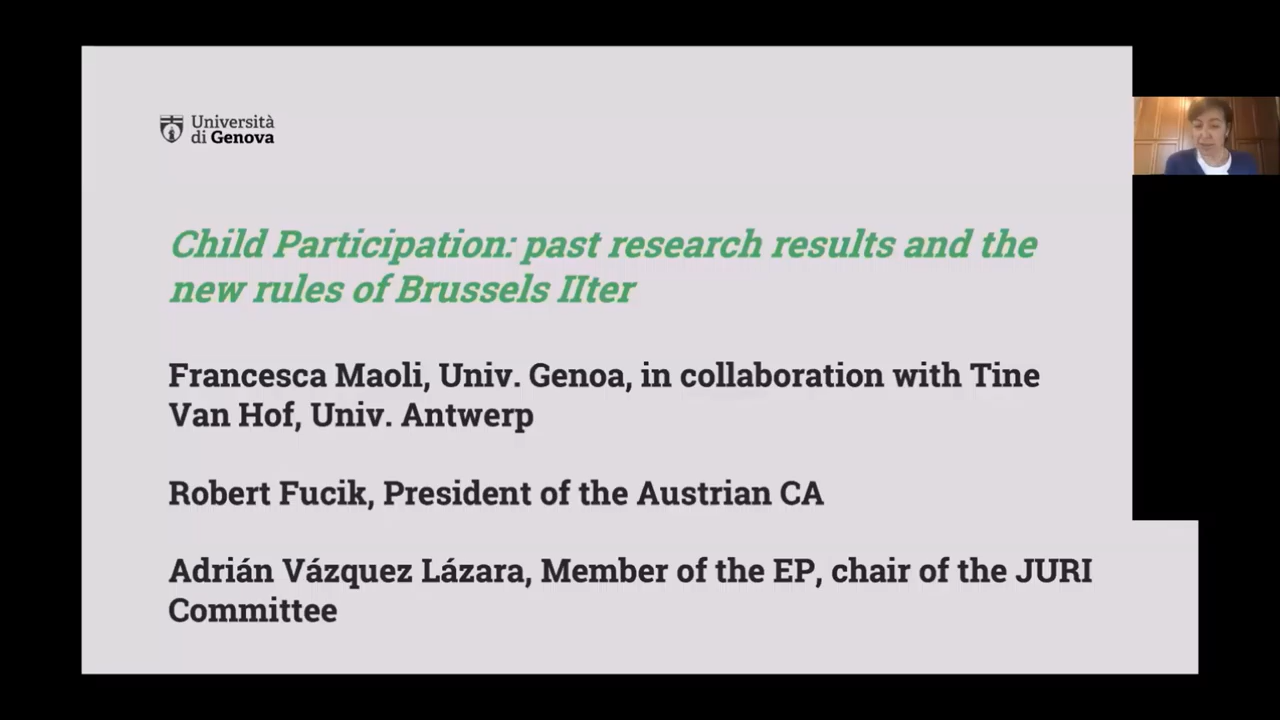 Università
di Genova
Child Participation: past research results and the
new rules of Brussels IIter
Francesca Maoli, Univ. Genoa, in collaboration with Tine
Van Hof, Univ. Antwerp
Robert Fucik, President of the Austrian CA
Adrián Vázquez Lázara, Member of the EP, chair of the JURI
Committee